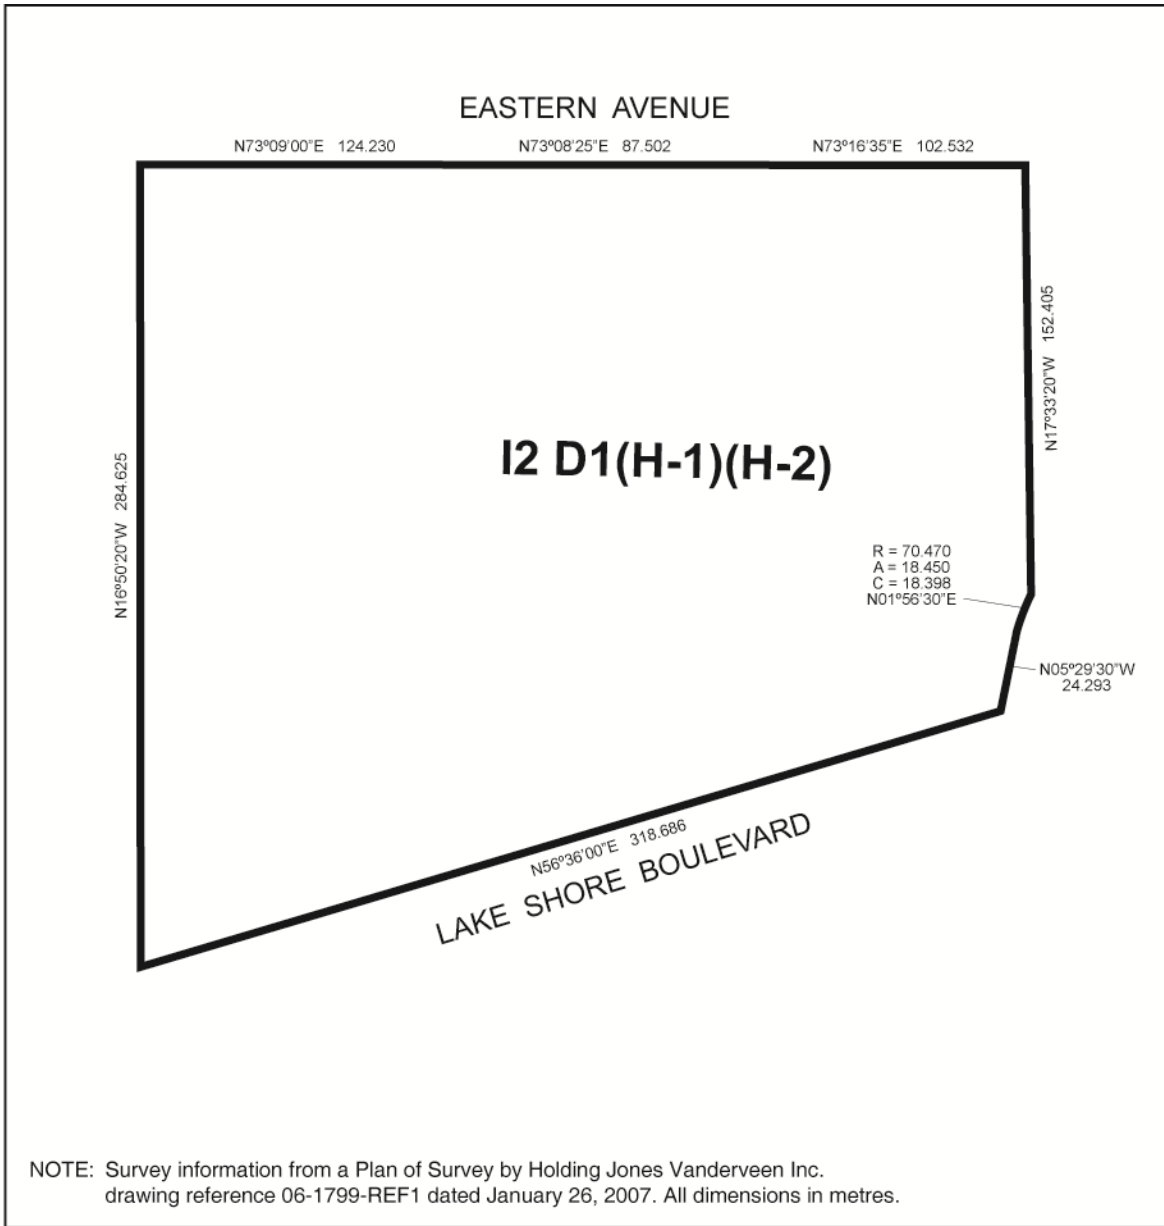 EASTERN AVENUE
N73º09'00"E 124.230
N73º08'25"E 87.502
N73º16'35"E 102.532
N17º33'20"W 152.405
I2 D1(H-1)(H-2)
N16º50'20"W 284.625
R = 70.470
A = 18.450
C = 18.398
N01º56'30"E
N05º29'30"W
24.293
N56º36'00"E 318.686
LAKE SHORE BOULEVARD
NOTE: Survey information from a Plan of Survey by Holding Jones Vanderveen Inc.
drawing reference 06-1799-REF1 dated January 26, 2007. All dimensions in metres.